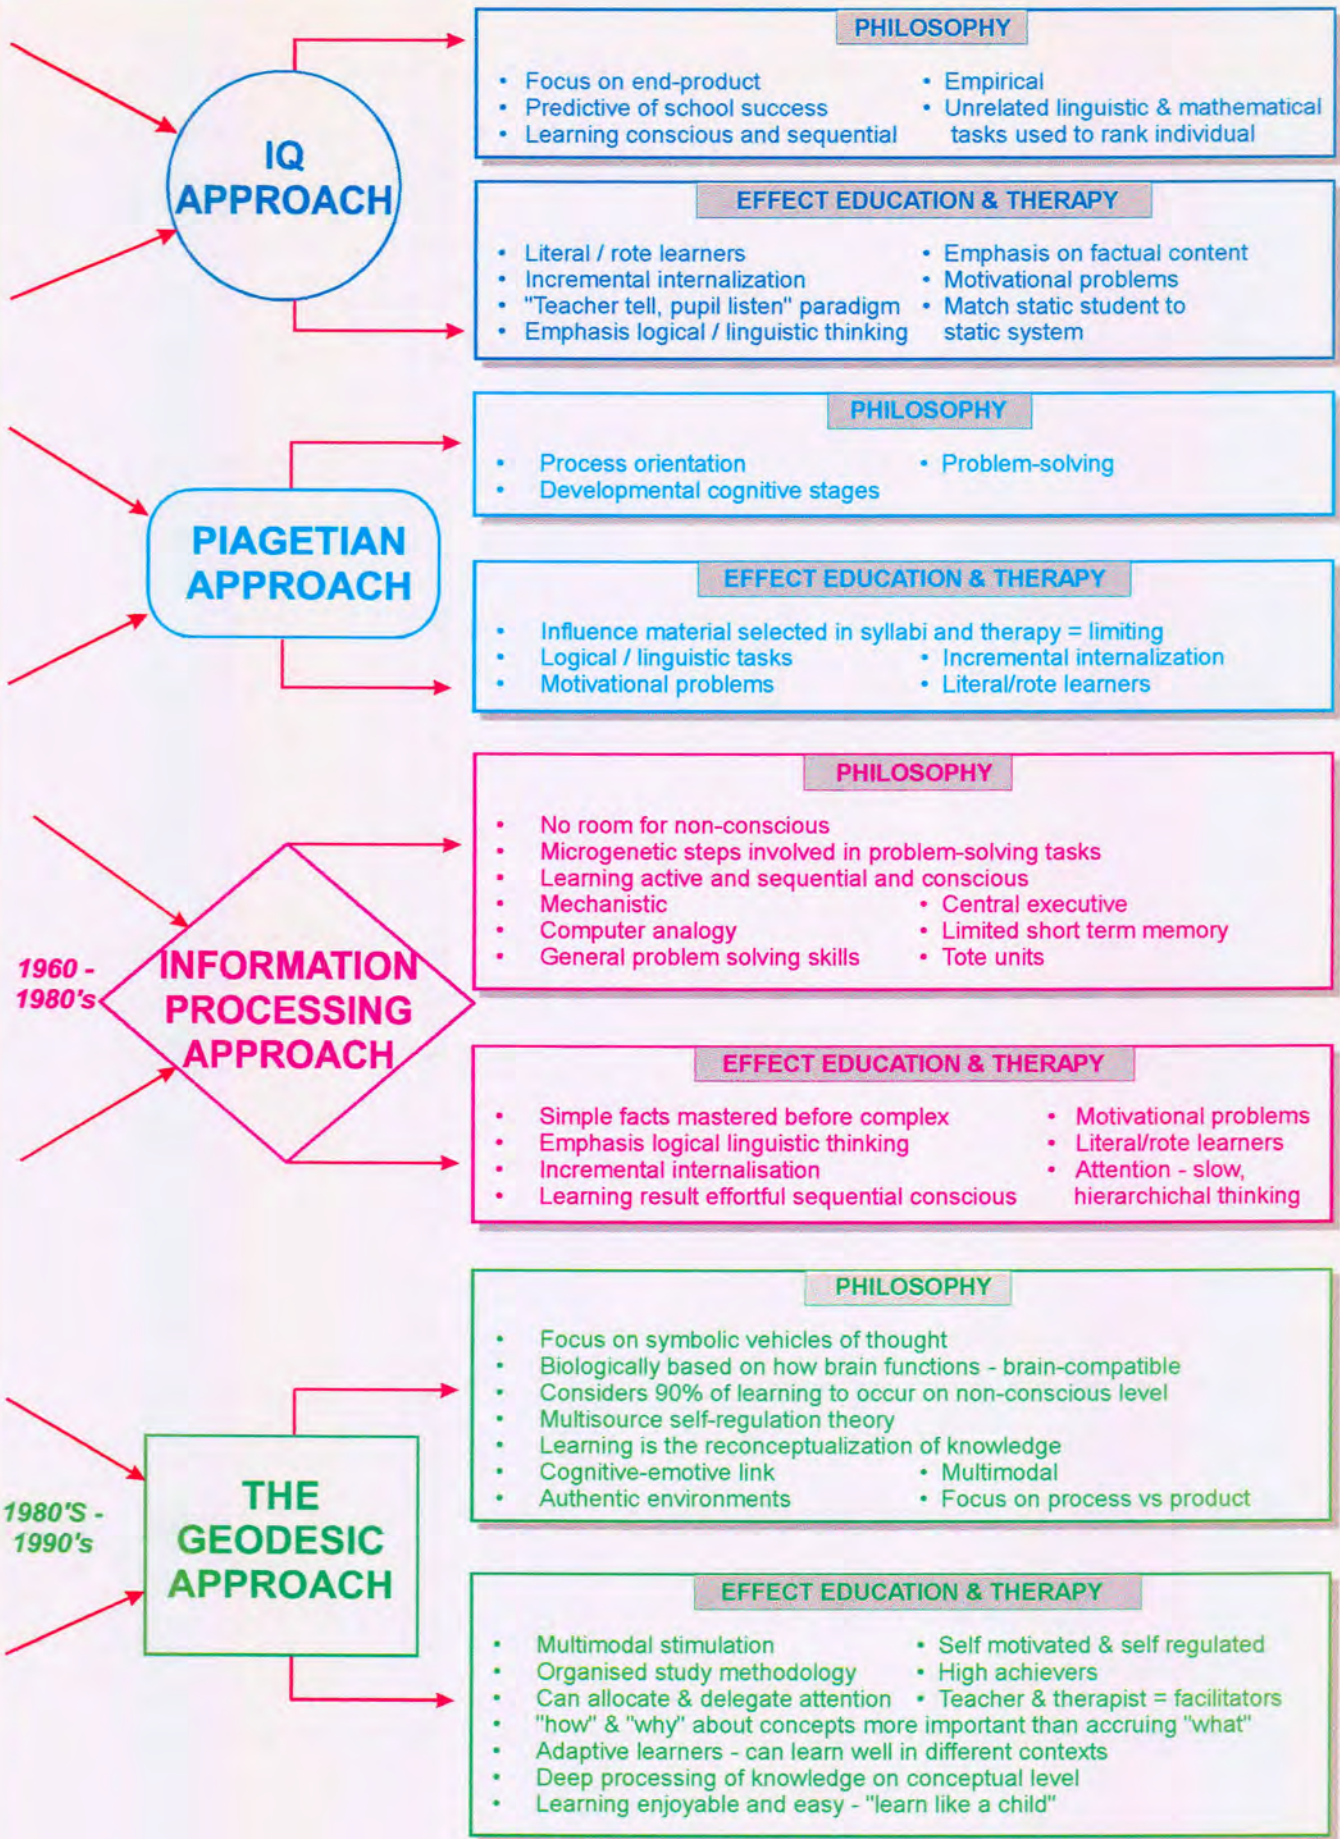 IQ
APPROACH
PHILOSOPHY
• Focus on end-product
• Predictive of school success
• Learning conscious and sequential
• Empirical
• Unrelated linguistic & mathematical
tasks used to rank individual
EFFECT EDUCATION & THERAPY
• Literal / rote learners
• Incremental internalization
• "Teacher tell, pupil listen" paradigm
• Emphasis logical / linguistic thinking
• Emphasis on factual content
• Motivational problems
• Match static student to
static system
PIAGETIAN
APPROACH
PHILOSOPHY
• Process orientation
• Developmental cognitive stages
• Problem-solving
EFFECT EDUCATION & THERAPY
• Influence material selected in syllabi and therapy = limiting
• Logical / linguistic tasks
• Motivational problems
• Incremental internalization
• Literal/rote learners
1960 -
1980's
INFORMATION
PROCESSING
APPROACH
PHILOSOPHY
• No room for non-conscious
• Microgenetic steps involved in problem-solving tasks
• Learning active and sequential and conscious
• Mechanistic
• Computer analogy
• General problem solving skills
• Central executive
• Limited short term memory
• Tote units
EFFECT EDUCATION & THERAPY
• Simple facts mastered before complex
• Emphasis logical linguistic thinking
• Incremental internalisation
• Learning result effortful sequential conscious
• Motivational problems
• Literal/rote learners
• Attention - slow,
hierarchichal thinking
1980'S -
1990's
THE
GEODESIC
APPROACH
PHILOSOPHY
• Focus on symbolic vehicles of thought
• Biologically based on how brain functions - brain-compatible
• Considers 90% of learning to occur on non-conscious level
• Multisource self-regulation theory
• Learning is the reconceptualization of knowledge
• Cognitive-emotive link
• Authentic environments
• Multimodal
• Focus on process vs product
EFFECT EDUCATION & THERAPY
• Multimodal stimulation
• Organised study methodology
• Can allocate & delegate attention
• Self motivated & self regulated
• High achievers
• Teacher & therapist = facilitators
• "how" & "why" about concepts more important than accruing "what"
• Adaptive learners - can learn well in different contexts
• Deep processing of knowledge on conceptual level
• Learning enjoyable and easy - "learn like a child"